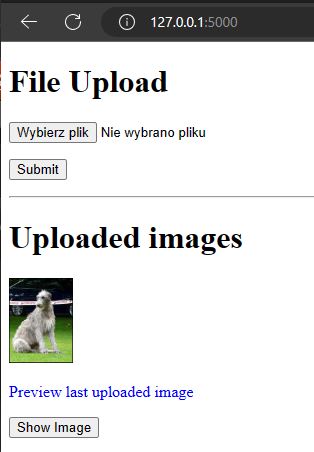 127.0.0.1:5000
File Upload
Wybierz plik Nie wybrano pliku
Submit
Uploaded images
Preview last uploaded image
Show Image